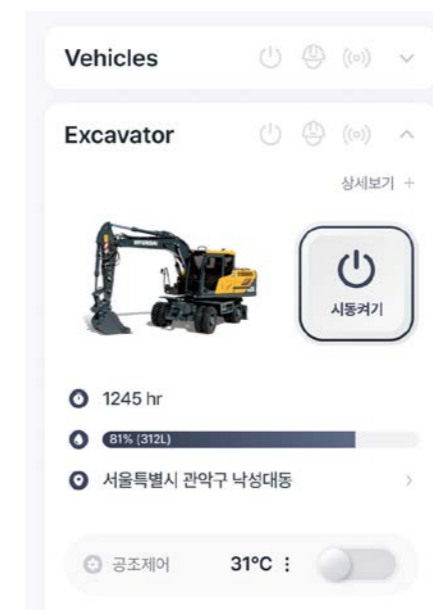 Vehicles
Excavator
상세보기 +
HYUNDAI
시동켜기
1245 hr
81% (312L)
서울특별시 관악구 낙성대동
공조제어 31°C